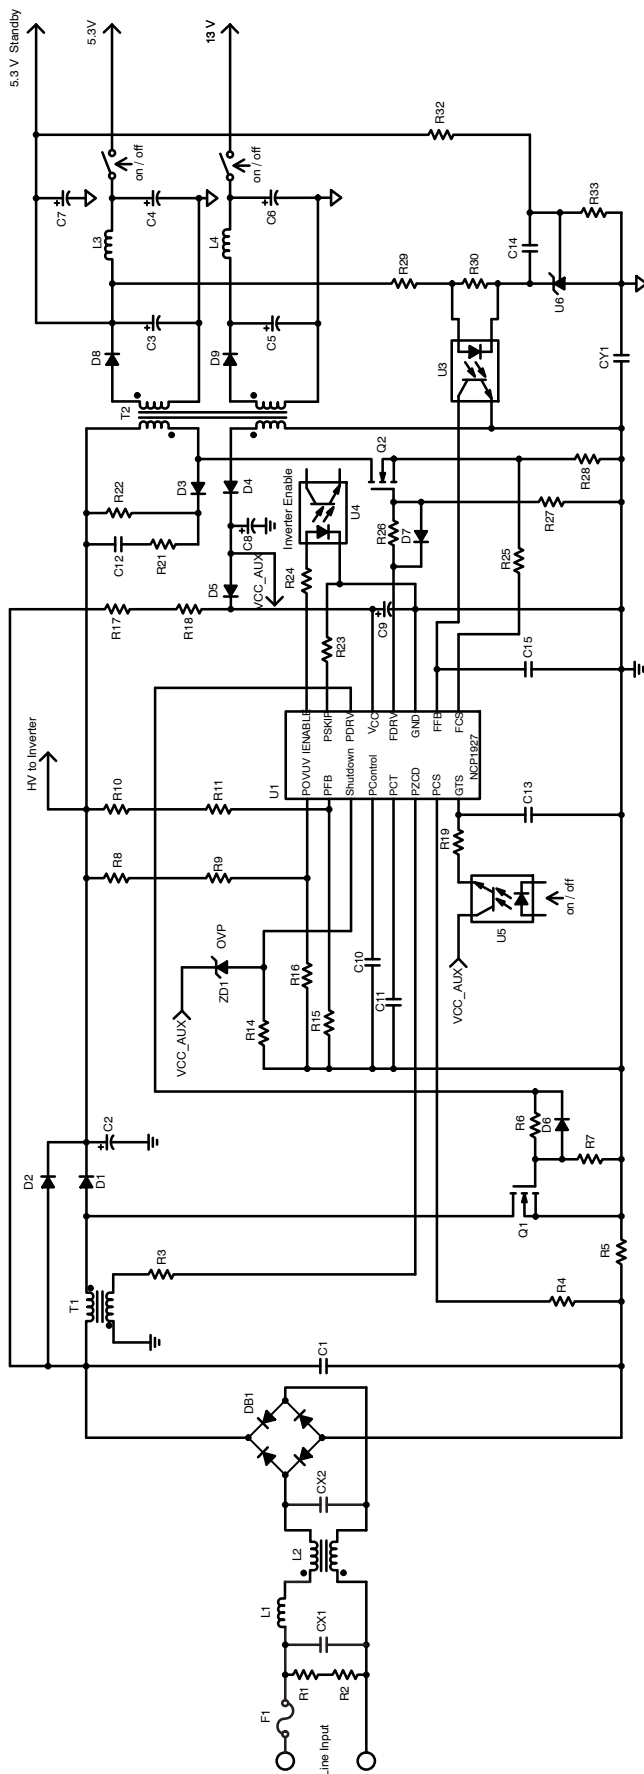 5.3 V Standby
5.3V
13 V
on / off
on / off
R32
C7
C4
C6
L3
L4
R33
C14
R29
R30
U6
C3
C5
D8
D9
U3
CY1
T2
Q2
R28
D3
D4
R22
Inverter Enable
U4
R26
D7
R27
C12
R21
C8
R24
R25
D5
VCC_AUX
R17
R18
R23
C9
C15
HV to Inverter
R10
R11
U1
POVUV
IENABLE
PFB
PSKIP
Shutdown
PDRV
PControl
VCC
PCT
FDRV
PZCD
GND
PCS
FFB
GTS
FCS
NCP1927
R8
R9
R19
C13
U5
on / off
VCC_AUX
OVP
ZD1
VCC_AUX
R14
R16
R15
C10
C11
D2
D1
C2
R6
D6
R7
Q1
R5
T1
R3
R4
C1
DB1
CX2
L2
L1
CX1
R1
R2
F1
Line Input